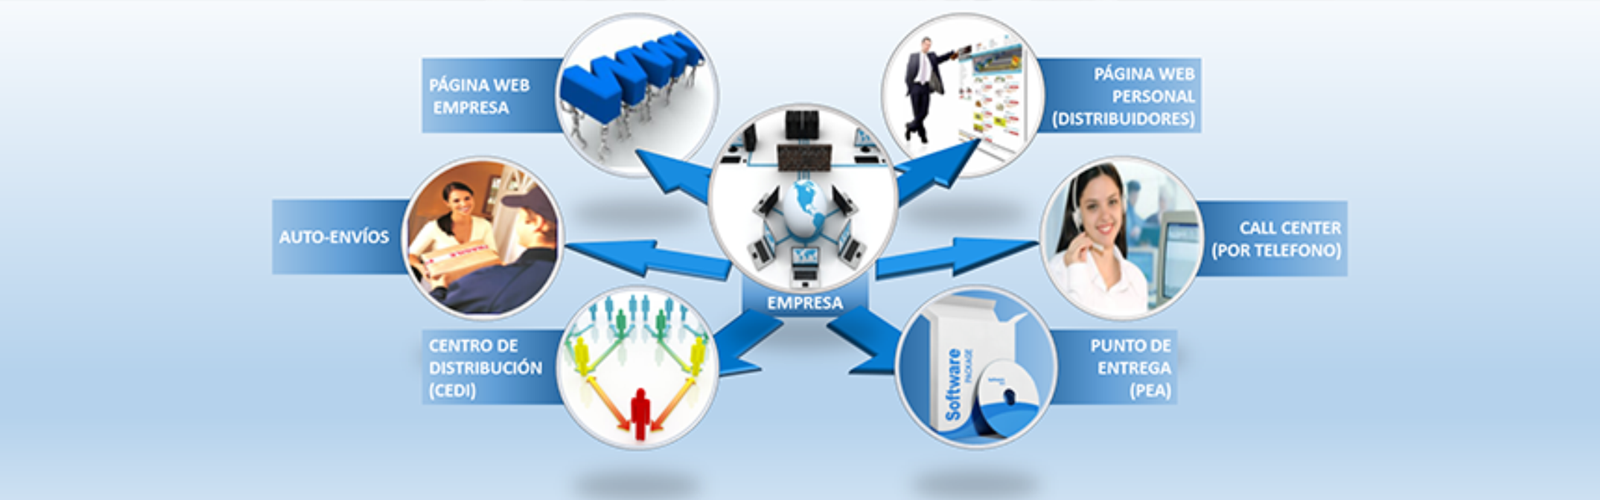 PÁGINA WEB
EMPRESA
WWW
PÁGINA WEB
PERSONAL
(DISTRIBUIDORES)
AUTO-ENVÍOS
CALL CENTER
(POR TELEFONO)
EMPRESA
CENTRO DE
DISTRIBUCIÓN
(CEDI)
Software
PACKAGE
PUNTO DE
ENTREGA
(PEA)